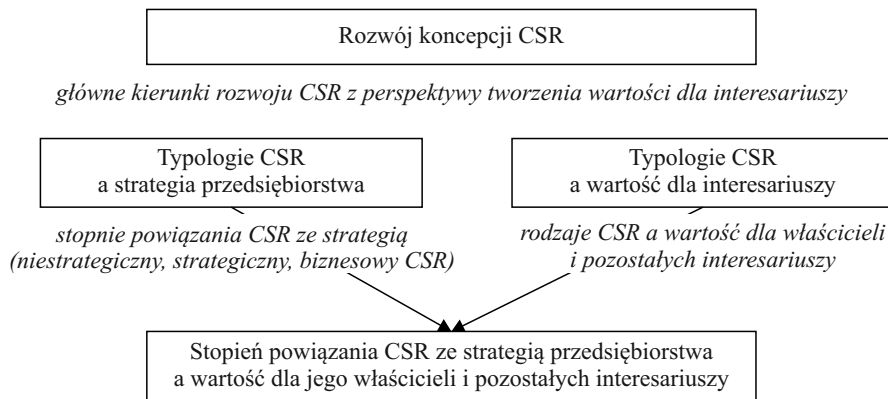 Rozwój koncepcji CSR
główne kierunki rozwoju CSR z perspektywy tworzenia wartości dla interesariuszy
Typologie CSR
a strategia przedsiębiorstwa
stopnie powiązania CSR ze strategią
(niestrategiczny, strategiczny, biznesowy CSR)
Typologie CSR
a wartość dla interesariuszy
rodzaje CSR a wartość dla właścicieli
i pozostałych interesariuszy
Stopień powiązania CSR ze strategią przedsiębiorstwa
a wartość dla jego właścicieli i pozostałych interesariuszy